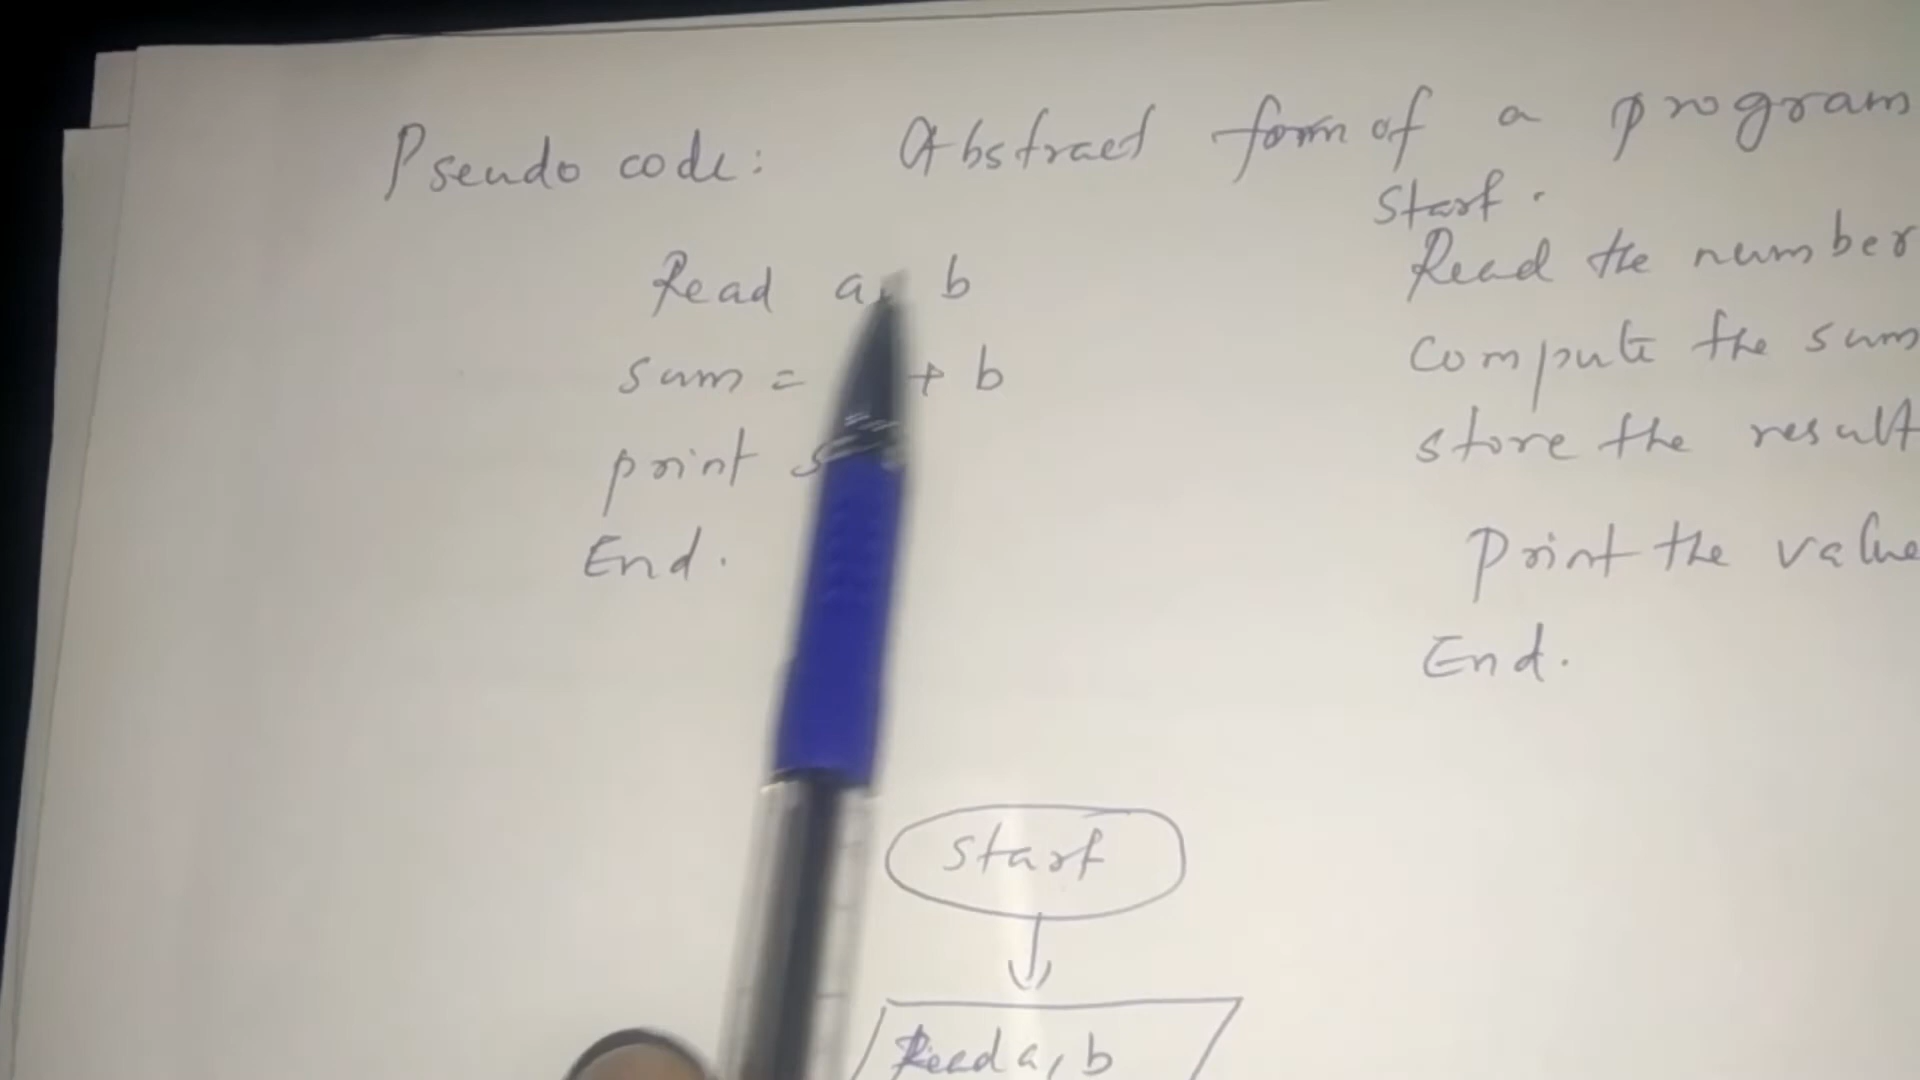 Pseudo code: Abstract form of a program
Read a, b
sum = + b
print
End.
Start.
Read the number
compute the sum
store the result
print the value
End.
Start
Read a, b